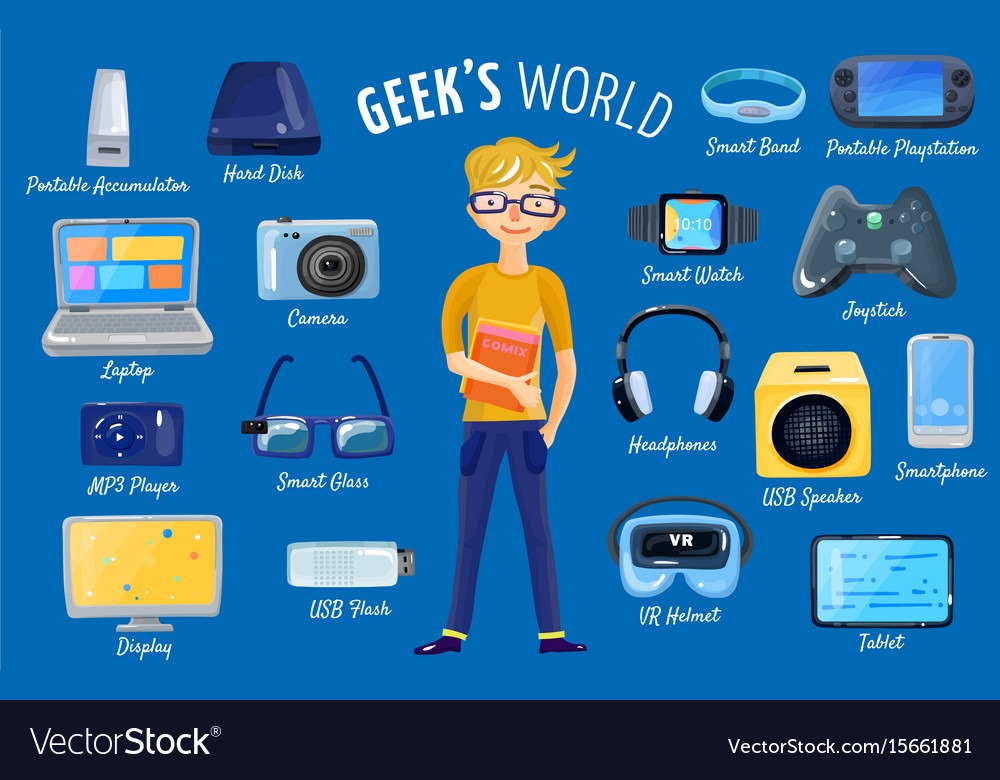 GEEK'S WORLD
Portable Accumulator
Hard Disk
Smart Band
Portable Playstation
Laptop
Camera
COMIX
10:10
Smart Watch
Joystick
MP3 Player
Smart Glass
Headphones
USB Speaker
Smartphone
Display
USB Flash
VR
VR Helmet
Tablet
VectorStock®
VectorStock.com/15661881